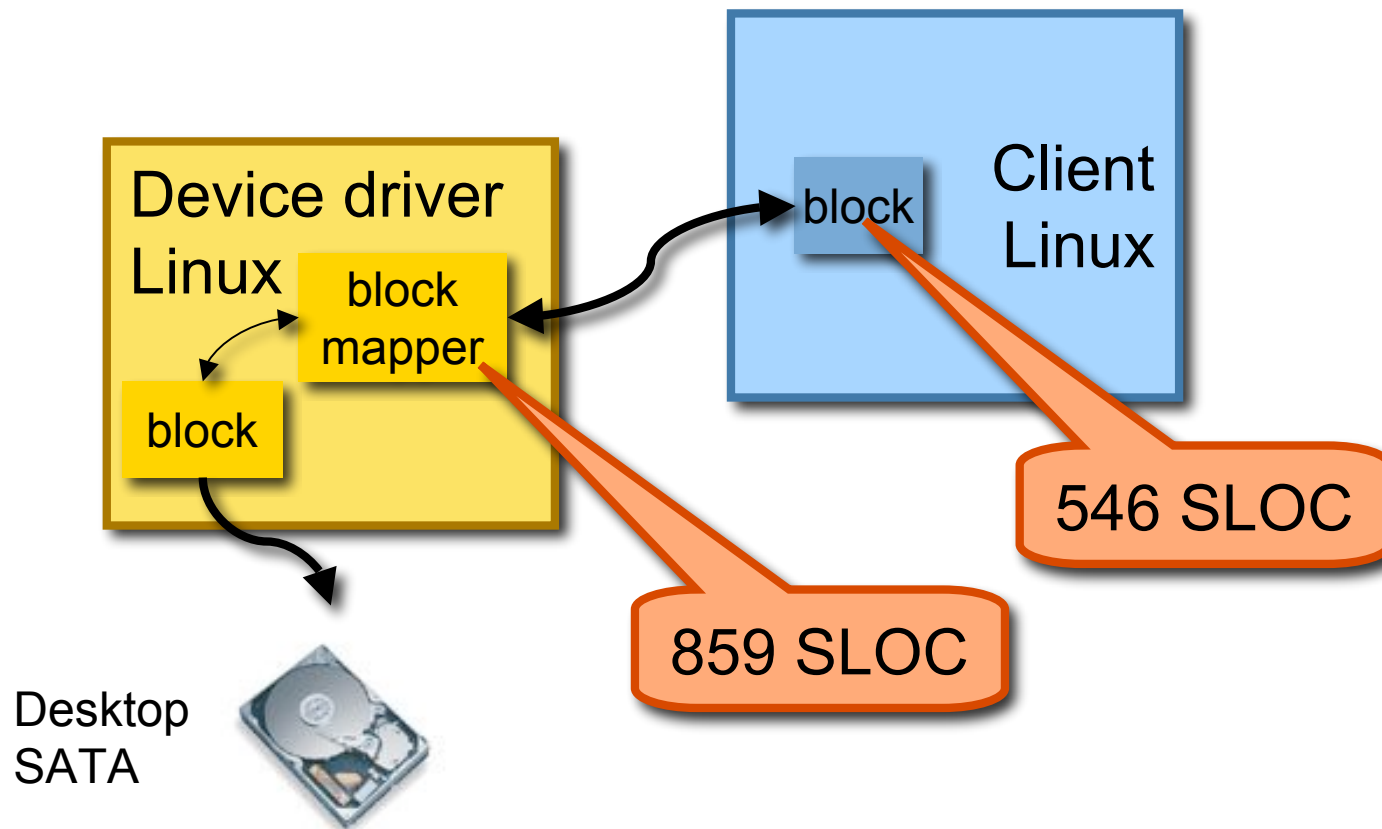 Device driver
Linux
block
mapper
block
Client
Linux
block
546 SLOC
859 SLOC
Desktop
SATA